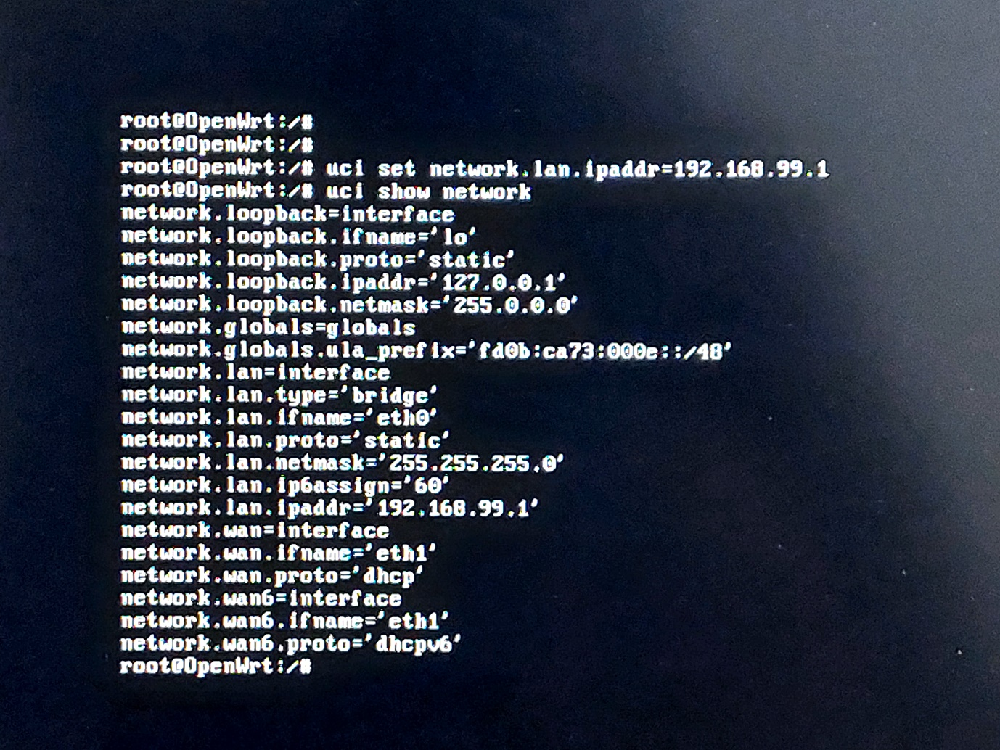 root@OpenWrt:/#
root@OpenWrt:/#
root@OpenWrt:/# uci set network.lan.ipaddr=192.168.99.1
root@OpenWrt:/# uci show network
network.loopback=interface
network.loopback.ifname='lo'
network.loopback.proto='static'
network.loopback.ipaddr='127.0.0.1'
network.loopback.netmask='255.0.0.0'
network.globals=globals
network.globals.ula_prefix='fd0b:ca73:000e::/48'
network.lan=interface
network.lan.type='bridge'
network.lan.ifname='eth0'
network.lan.proto='static'
network.lan.netmask='255.255.255.0'
network.lan.ip6assign='60'
network.lan.ipaddr='192.168.99.1'
network.wan=interface
network.wan.ifname='eth1'
network.wan.proto='dhcp'
network.wan6=interface
network.wan6.ifname='eth1'
network.wan6.proto='dhcpv6'
root@OpenWrt:/#